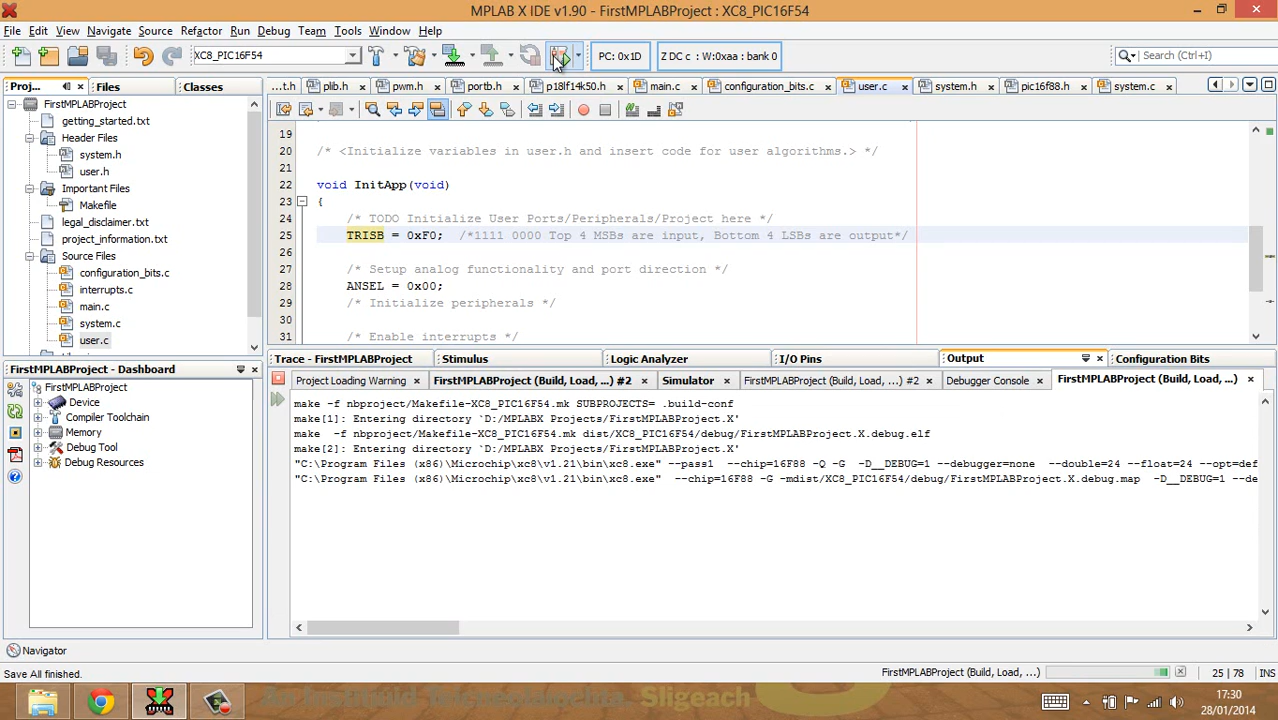 MPLAB X IDE v1.90 - FirstMPLABProject : XC8_PIC16F54
File Edit View Navigate Source Refactor Run Debug Team Tools Window Help
XC8_PIC16F54
PC: 0x1D
Z DC c : W:0xaa : bank 0
Search (Ctrl+I)
Proj... Files Classes
...t.h plib.h pwm.h portb.h p18lf14k50.h main.c configuration_bits.c user.c system.h pic16f88.h system.c
FirstMPLABProject
getting_started.txt
Header Files
system.h
user.h
Important Files
Makefile
legal_disclaimer.txt
project_information.txt
Source Files
configuration_bits.c
interrupts.c
main.c
system.c
user.c
19
20 /* <Initialize variables in user.h and insert code for user algorithms.> */
21
22 void InitApp(void)
23 {
24 /* TODO Initialize User Ports/Peripherals/Project here */
25 TRISB = 0xF0; /*1111 0000 Top 4 MSBs are input, Bottom 4 LSBs are output*/
26
27 /* Setup analog functionality and port direction */
28 ANSEL = 0x00;
29 /* Initialize peripherals */
30
31 /* Enable interrupts */
FirstMPLABProject - Dashboard
FirstMPLABProject
Device
Compiler Toolchain
Memory
Debug Tool
Debug Resources
Trace - FirstMPLABProject Stimulus Logic Analyzer I/O Pins Output Configuration Bits
Project Loading Warning FirstMPLABProject (Build, Load, ...) #2 Simulator FirstMPLABProject (Build, Load, ...) #2 Debugger Console FirstMPLABProject (Build, Load, ...)
make -f nbproject/Makefile-XC8_PIC16F54.mk SUBPROJECTS= .build-conf
make[1]: Entering directory `D:/MPLABX Projects/FirstMPLABProject.X'
make  -f nbproject/Makefile-XC8_PIC16F54.mk dist/XC8_PIC16F54/debug/FirstMPLABProject.X.debug.elf
make[2]: Entering directory `D:/MPLABX Projects/FirstMPLABProject.X'
"C:\Program Files (x86)\Microchip\xc8\v1.21\bin\xc8.exe" --pass1 --chip=16F88 -Q -G -D__DEBUG=1 --debugger=none --double=24 --float=24 --opt=def
"C:\Program Files (x86)\Microchip\xc8\v1.21\bin\xc8.exe" --chip=16F88 -G -mdist/XC8_PIC16F54/debug/FirstMPLABProject.X.debug.map -D__DEBUG=1 --de
Navigator
Save All finished.
FirstMPLABProject (Build, Load, ...)
25 | 78 INS
Sligeach
17:30
28/01/2014